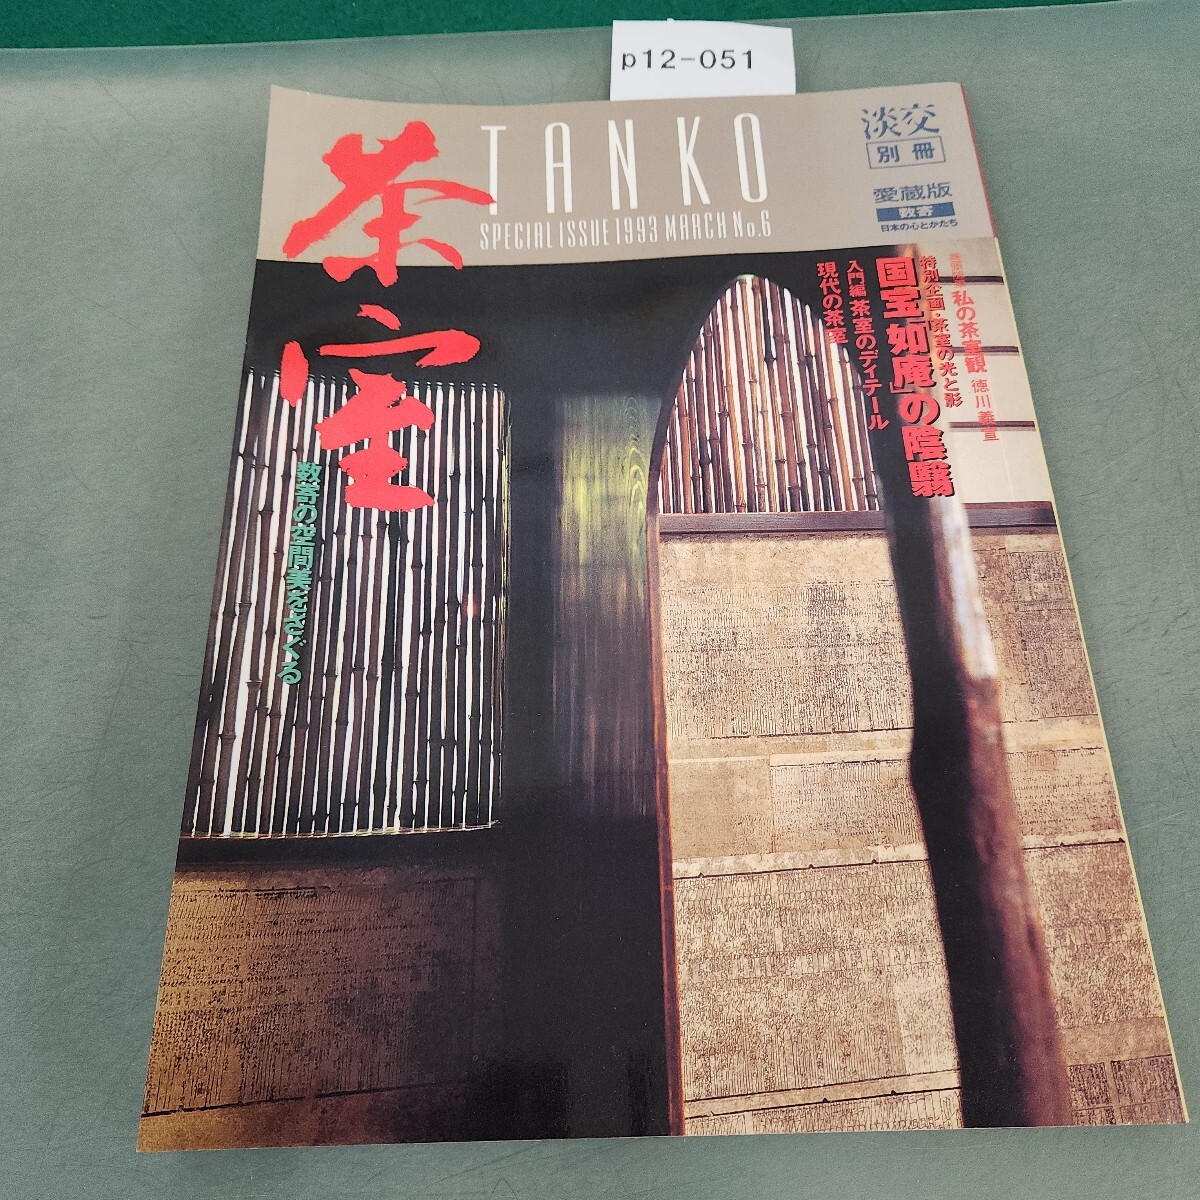 p12-051
茶室
TANKO
SPECIAL ISSUE 1993 MARCH No.6
淡交
別冊
愛蔵版
数寄
日本の心とかたち
私の茶室観 徳川義宣
特別企画・茶室の光と影
国宝「如庵」の陰翳
入門編 茶室のディテール
現代の茶室
数寄の空間美をさぐる